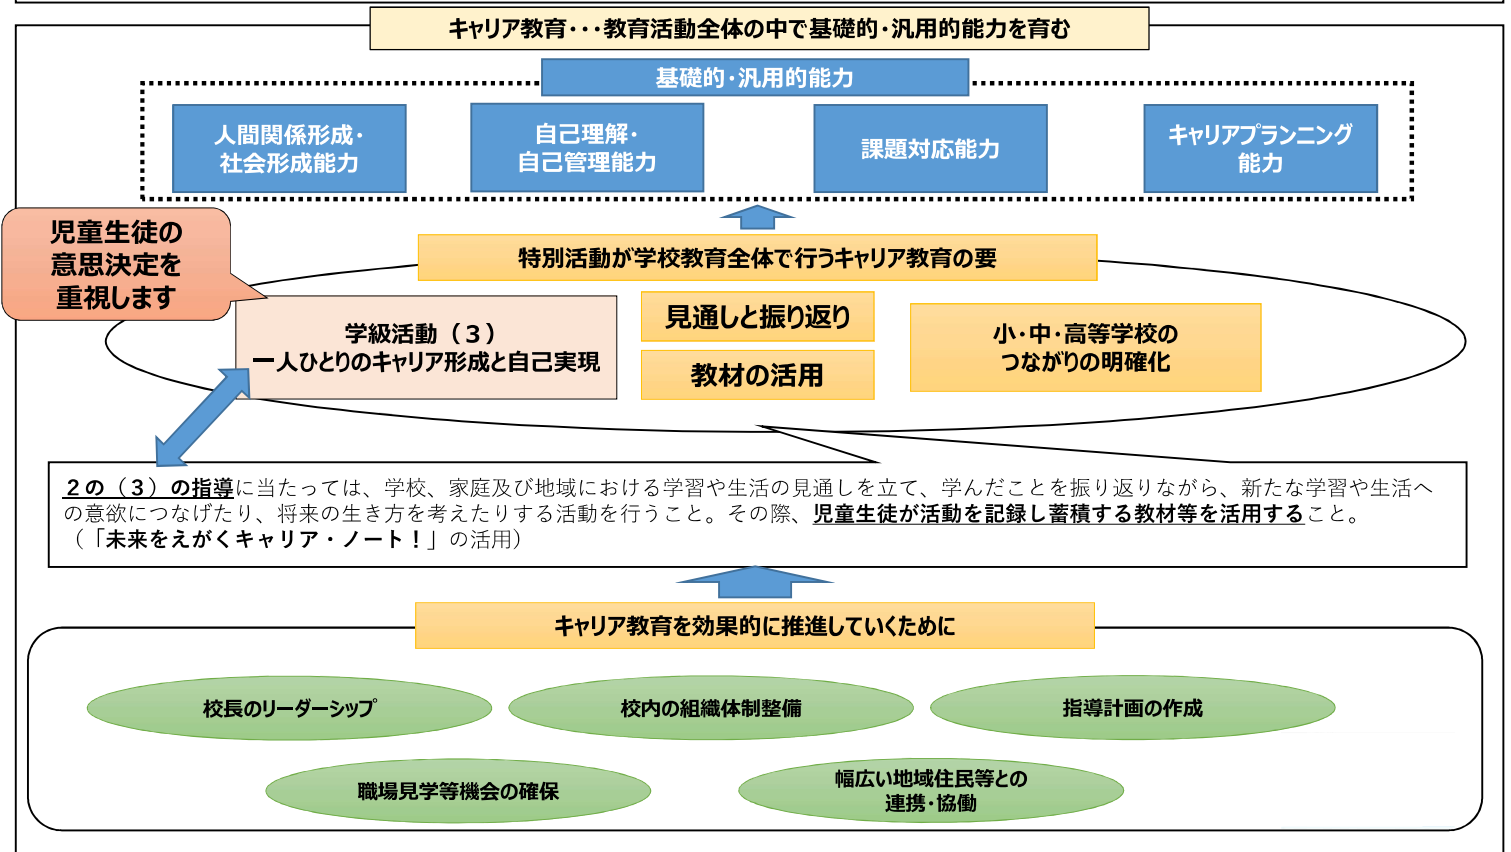 キャリア教育・・・教育活動全体の中で基礎的・汎用的能力を育む
基礎的・汎用的能力
人間関係形成・
社会形成能力
自己理解・
自己管理能力
課題対応能力
キャリアプランニング
能力
児童生徒の
意思決定を
重視します
特別活動が学校教育全体で行うキャリア教育の要
学級活動（３）
一人ひとりのキャリア形成と自己実現
見通しと振り返り
教材の活用
小・中・高等学校の
つながりの明確化
２の（３）の指導に当たっては、学校、家庭及び地域における学習や生活の見通しを立て、学んだことを振り返りながら、新たな学習や生活へ
の意欲につなげたり、将来の生き方を考えたりする活動を行うこと。その際、児童生徒が活動を記録し蓄積する教材等を活用すること。
（「未来をえがくキャリア・ノート！」の活用）
キャリア教育を効果的に推進していくために
校長のリーダーシップ
校内の組織体制整備
指導計画の作成
職場見学等機会の確保
幅広い地域住民等との
連携・協働